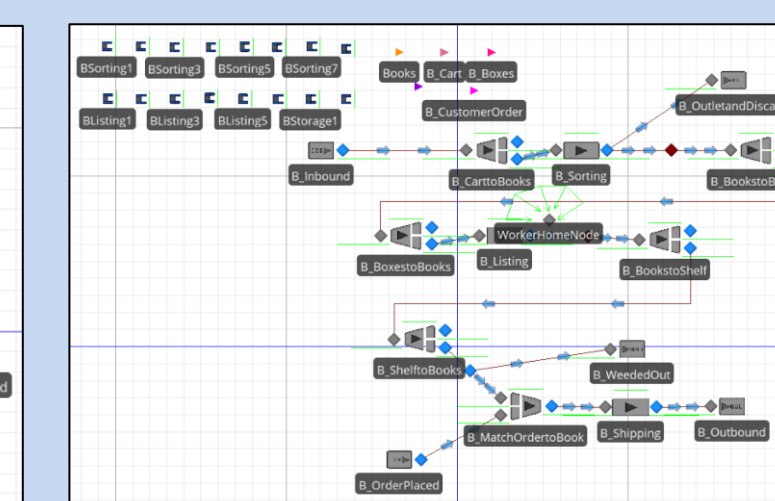 BSorting1
BSorting3
BSorting5
BSorting7
Books
B_Cart
B_Boxes
BListing1
BListing3
BListing5
BStorage1
B_CustomerOrder
B_OutletandDisca
B_Inbound
B_CarttoBooks
B_Sorting
B_BookstoB
WorkerHomeNode
B_BoxestoBooks
B_Listing
B_BookstoShelf
B_ShelftoBooks
B_WeededOut
d
B_MatchOrdertoBook
B_Shipping
B_Outbound
B_OrderPlaced